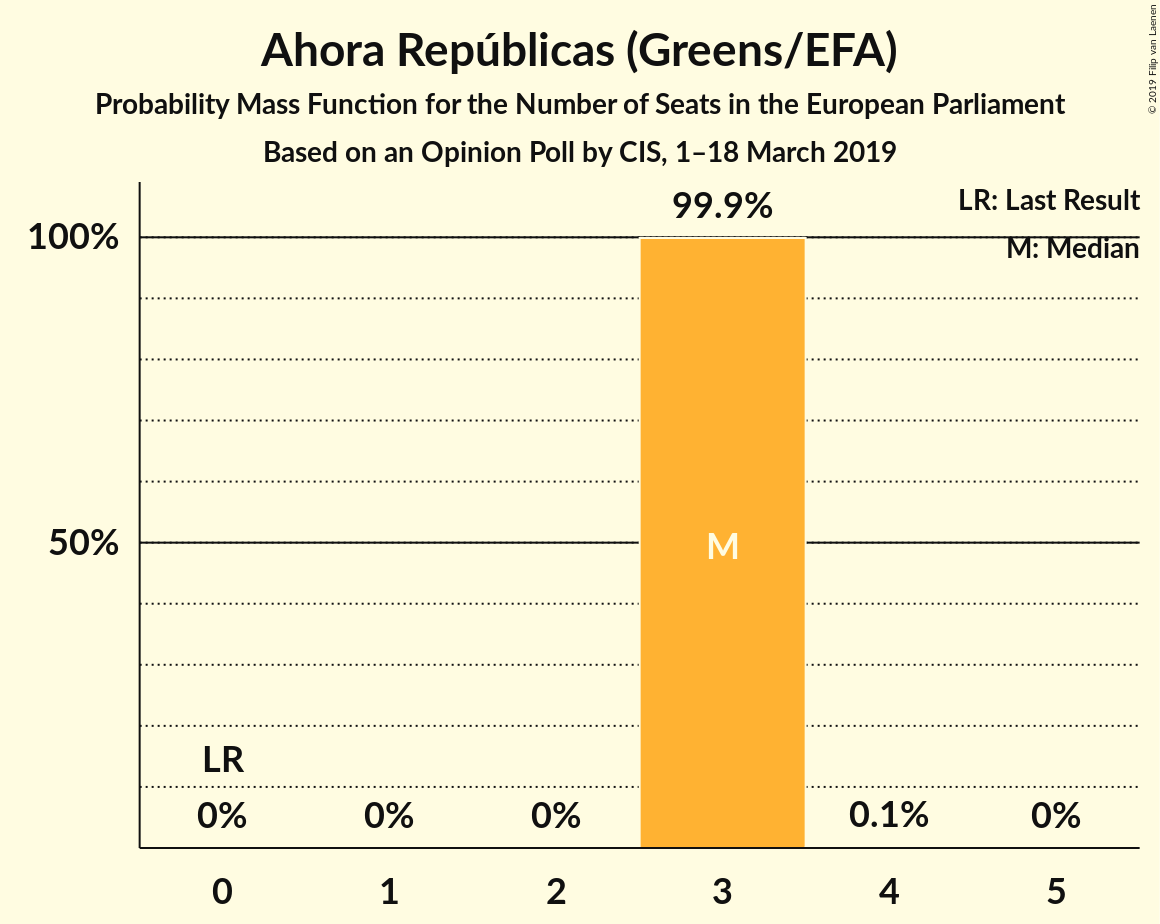 Ahora Repúblicas (Greens/EFA)
Probability Mass Function for the Number of Seats in the European Parliament
Based on an Opinion Poll by CIS, 1–18 March 2019
© 2019 Filip van Laenen
99.9%
LR: Last Result
100%
M: Median
50%
M
LR
0%
0%
0%
0.1%
0%
0
1
2
3
4
5